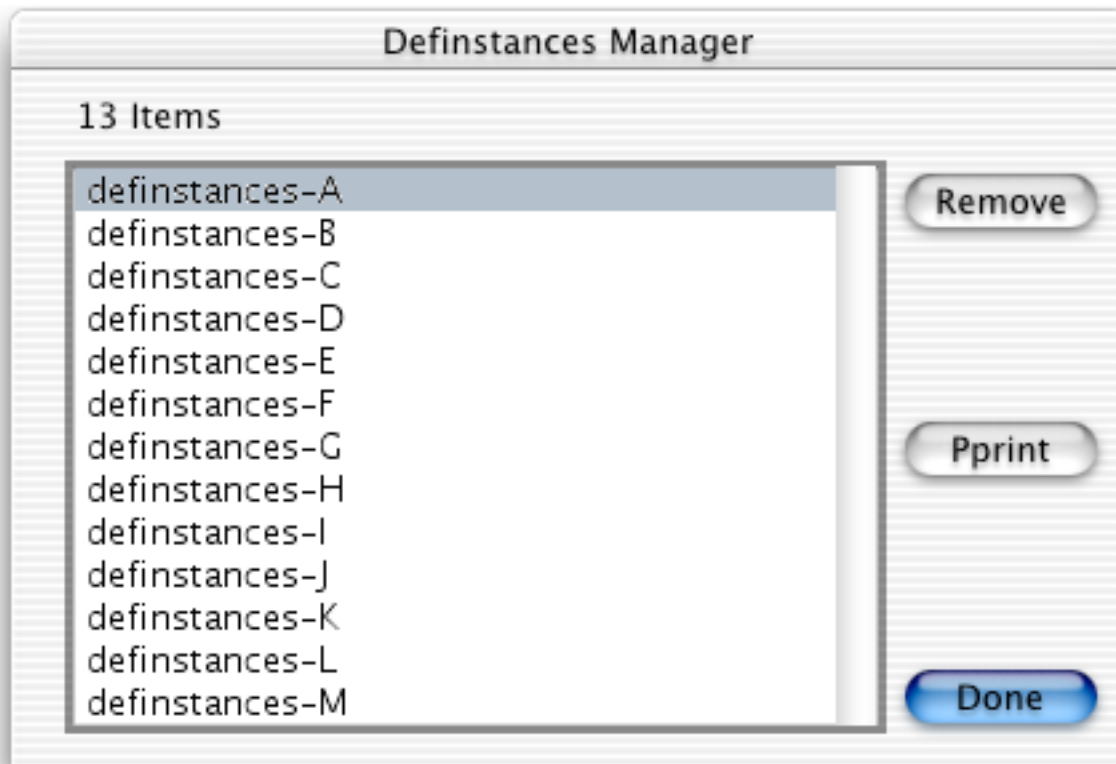 Definstances Manager
13 Items
definstances-A
definstances-B
definstances-C
definstances-D
definstances-E
definstances-F
definstances-G
definstances-H
definstances-I
definstances-J
definstances-K
definstances-L
definstances-M
Remove
Pprint
Done